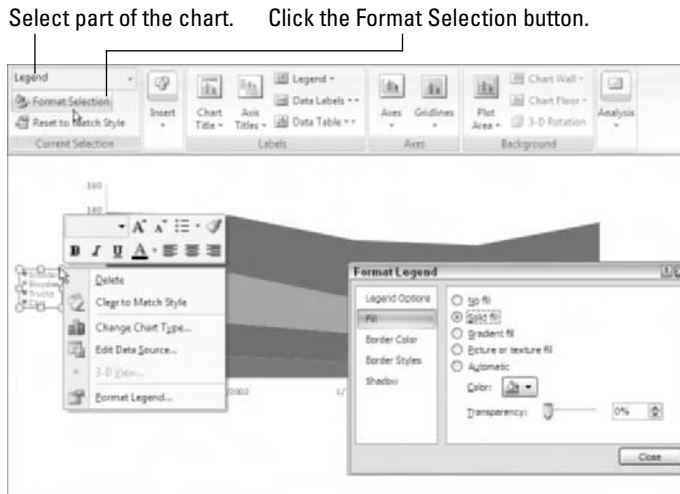 Select part of the chart. Click the Format Selection button.
Legend
Format Selection
Reset to Match Style
Current Selection
Insert
Chart Title
Axis Titles
Legend
Data Labels
Data Table
Labels
Axes
Gridlines
Axes
Plot Area
Chart Wall
Chart Floor
3-D Rotation
Background
Analysis
160
140
A A
B I U A
Delete
Clear to Match Style
Change Chart Type...
Edit Data Source...
3-D View...
Format Legend...
/2002
1/
Bicycles
Trucks
Format Legend
Legend Options
Fill
Border Color
Border Styles
Shadow
No fill
Solid fill
Gradient fill
Picture or texture fill
Automatic
Color:
Transparency:
0%
Close